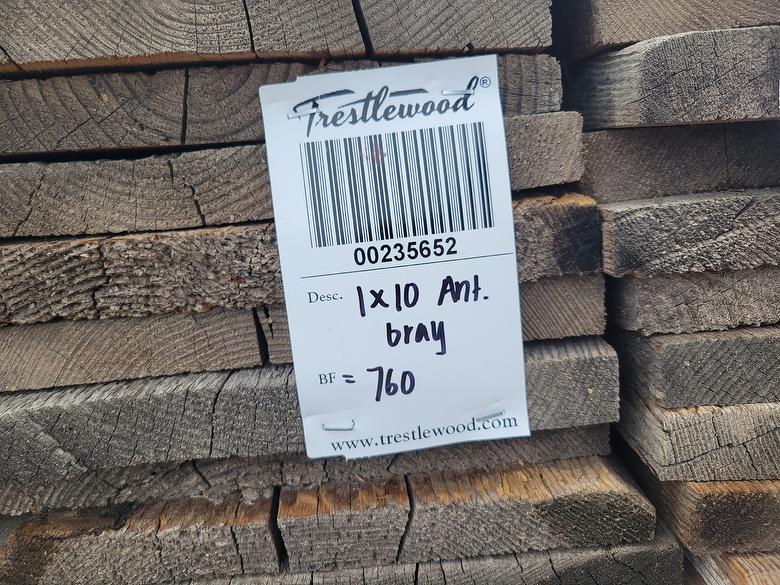 Trestlewood®
00235652
Desc. 1x10 Ant.
Gray
BF = 760
www.trestlewood.com